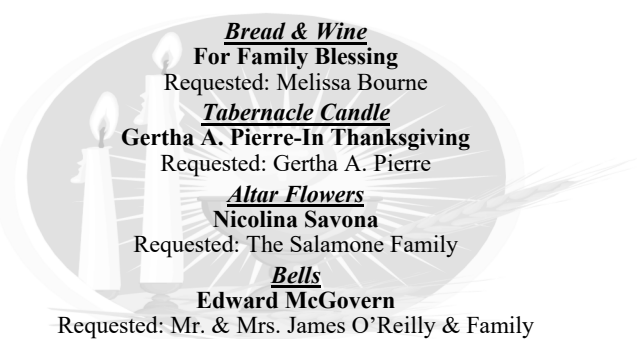 Bread & Wine
For Family Blessing
Requested: Melissa Bourne
Tabernacle Candle
Gertha A. Pierre-In Thanksgiving
Requested: Gertha A. Pierre
Altar Flowers
Nicolina Savona
Requested: The Salamone Family
Bells
Edward McGovern
Requested: Mr. & Mrs. James O’Reilly & Family